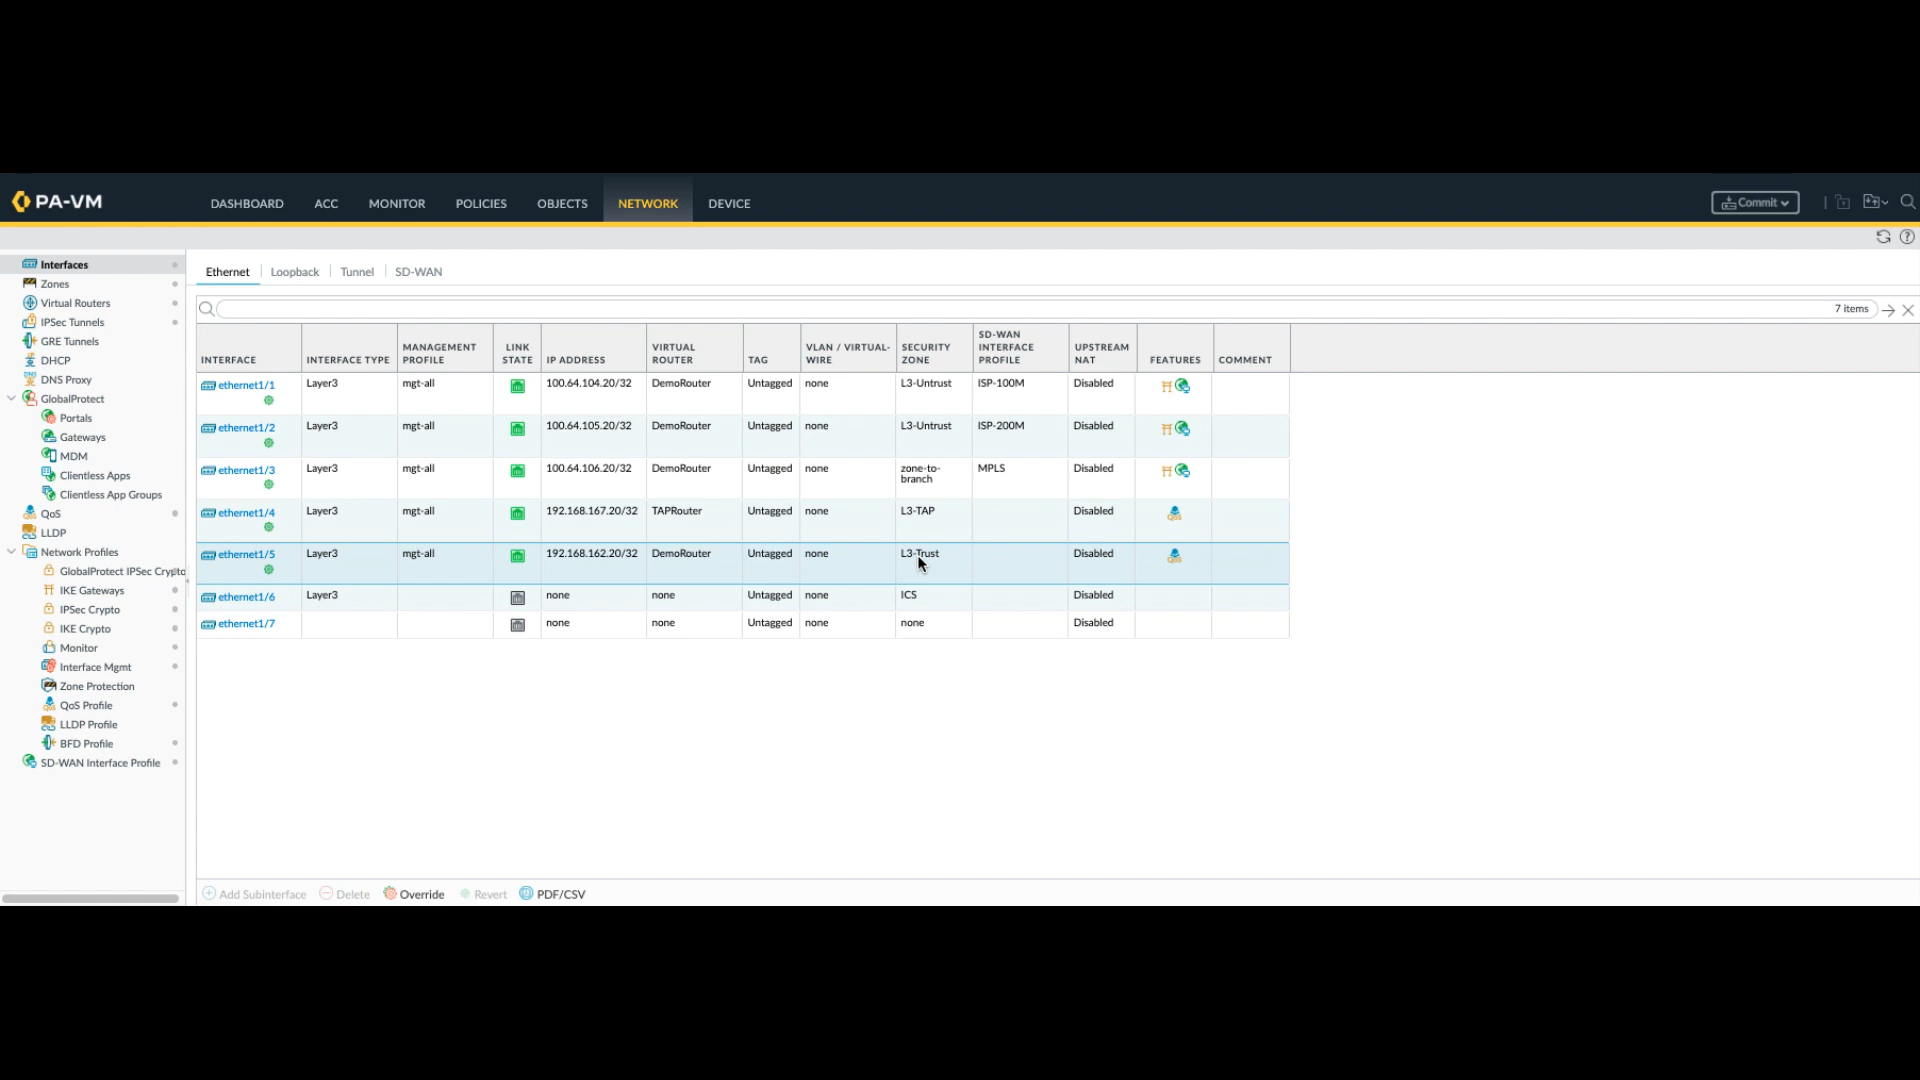 PA-VM
DASHBOARD ACC MONITOR POLICIES OBJECTS NETWORK DEVICE
Commit
Interfaces
Zones
Virtual Routers
IPSec Tunnels
GRE Tunnels
DHCP
DNS Proxy
GlobalProtect
Portals
Gateways
MDM
Clientless Apps
Clientless App Groups
QoS
LLDP
Network Profiles
GlobalProtect IPSec Crypto
IKE Gateways
IPSec Crypto
IKE Crypto
Monitor
Interface Mgmt
Zone Protection
QoS Profile
LLDP Profile
BFD Profile
SD-WAN Interface Profile
Ethernet Loopback Tunnel SD-WAN
7 items
INTERFACE INTERFACE TYPE MANAGEMENT PROFILE LINK STATE IP ADDRESS VIRTUAL ROUTER TAG VLAN / VIRTUAL-WIRE SECURITY ZONE SD-WAN INTERFACE PROFILE UPSTREAM NAT FEATURES COMMENT
ethernet1/1 Layer3 mgt-all 100.64.104.20/32 DemoRouter Untagged none L3-Untrust ISP-100M Disabled
ethernet1/2 Layer3 mgt-all 100.64.105.20/32 DemoRouter Untagged none L3-Untrust ISP-200M Disabled
ethernet1/3 Layer3 mgt-all 100.64.106.20/32 DemoRouter Untagged none zone-to-branch MPLS Disabled
ethernet1/4 Layer3 mgt-all 192.168.167.20/32 TAPRouter Untagged none L3-TAP Disabled
ethernet1/5 Layer3 mgt-all 192.168.162.20/32 DemoRouter Untagged none L3-Trust Disabled
ethernet1/6 Layer3 none none Untagged none ICS Disabled
ethernet1/7 none none Untagged none none Disabled
Add Subinterface Delete Override Revert PDF/CSV